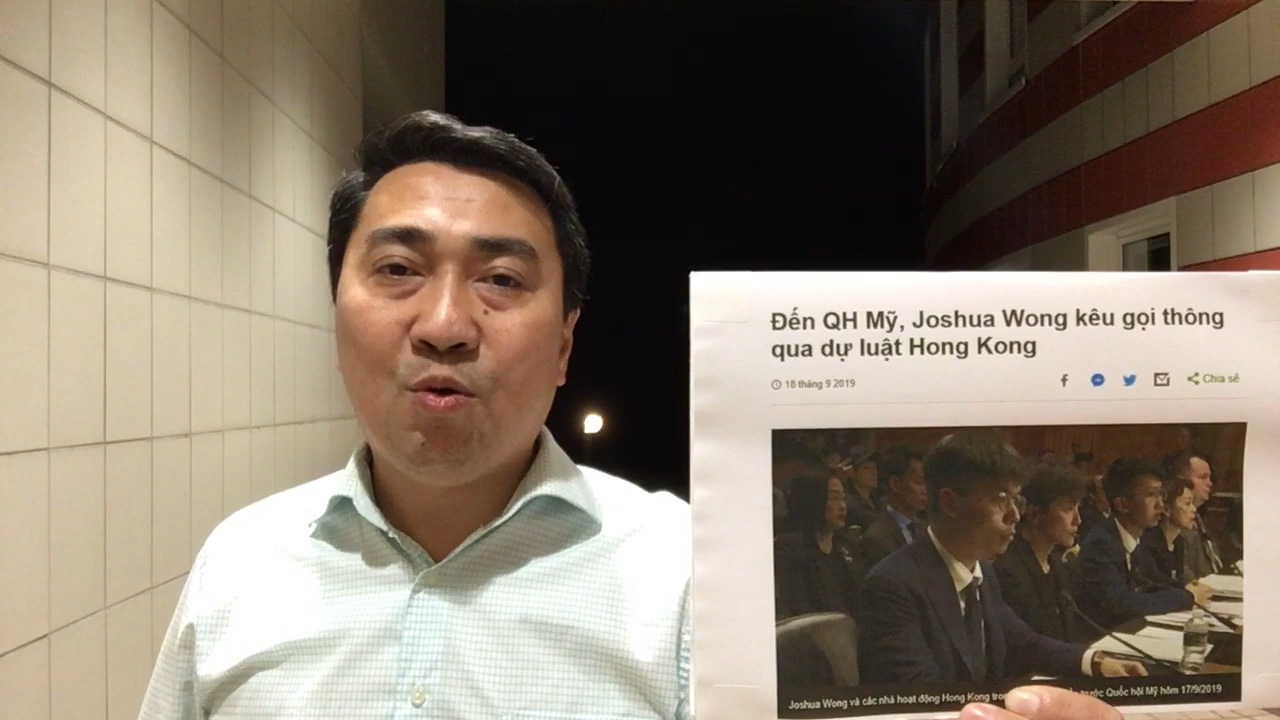 Đến QH Mỹ, Joshua Wong kêu gọi thông
qua dự luật Hong Kong
18 tháng 9 2019
Chia sẻ
Joshua Wong và các nhà hoạt động Hong Kong Quốc hội Mỹ hôm 17/9/2019